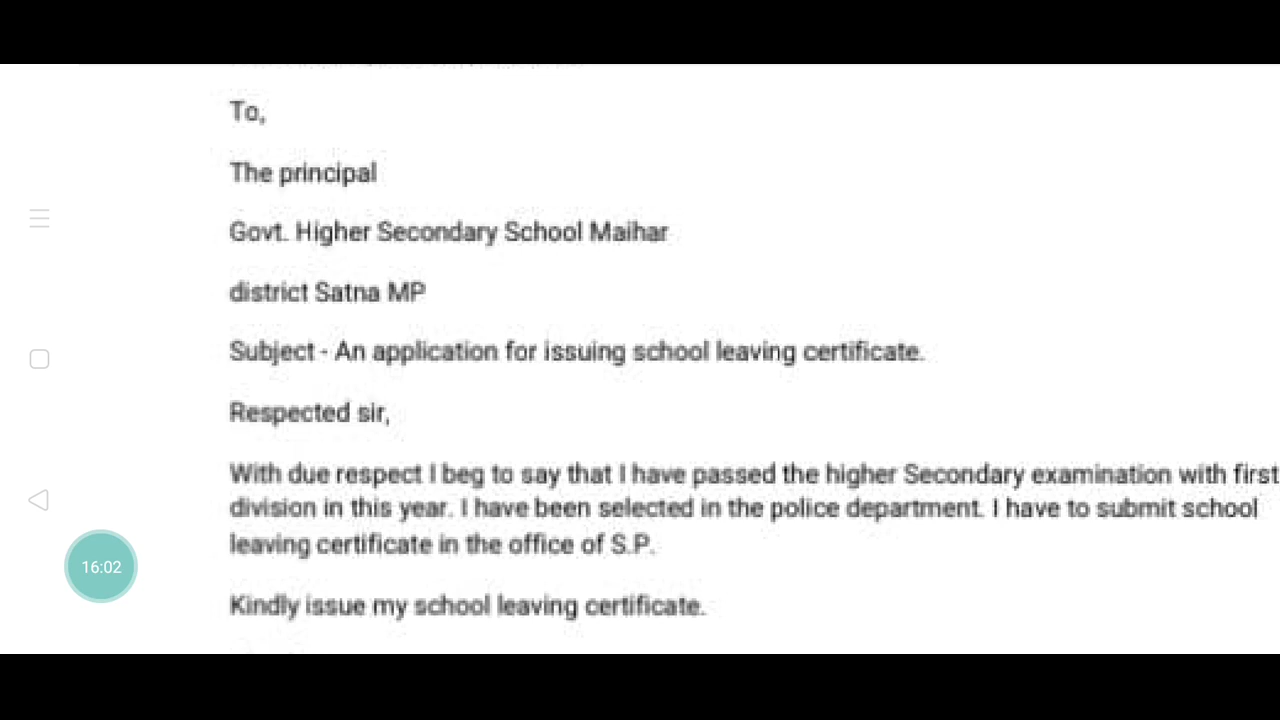 To,
The principal
Govt. Higher Secondary School Maihar
district Satna MP
Subject - An application for issuing school leaving certificate.
Respected sir,
With due respect I beg to say that I have passed the higher Secondary examination with first
division in this year. I have been selected in the police department. I have to submit school
leaving certificate in the office of S.P.
Kindly issue my school leaving certificate.
16:02